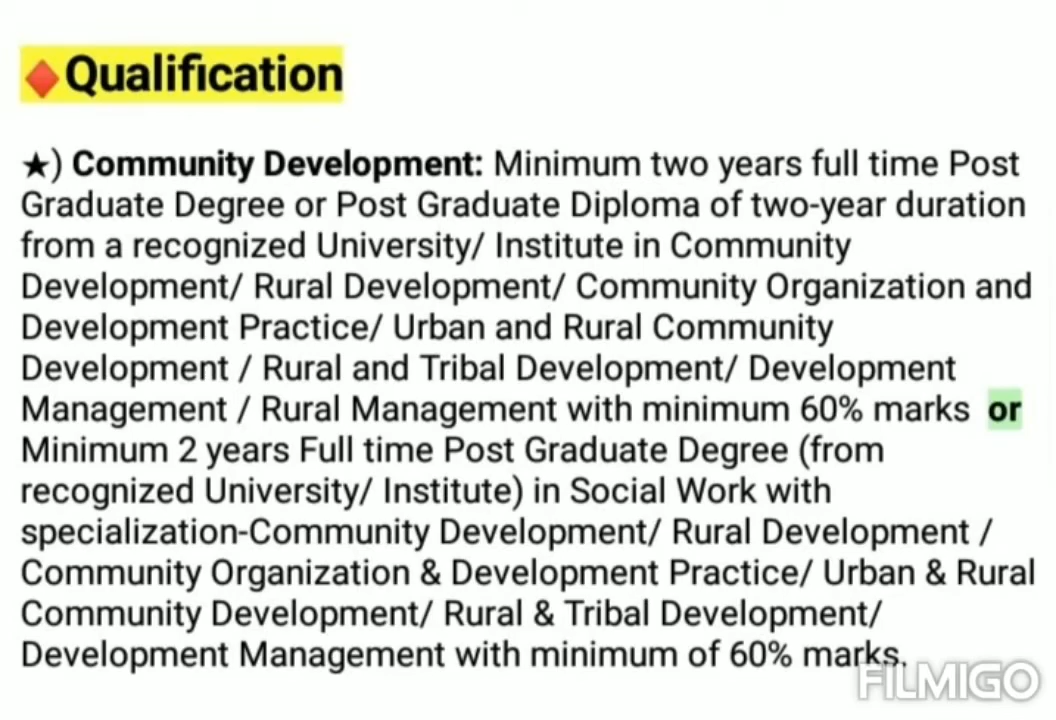 ♦Qualification
★) Community Development: Minimum two years full time Post
Graduate Degree or Post Graduate Diploma of two-year duration
from a recognized University/ Institute in Community
Development/ Rural Development/ Community Organization and
Development Practice/ Urban and Rural Community
Development / Rural and Tribal Development/ Development
Management / Rural Management with minimum 60% marks or
Minimum 2 years Full time Post Graduate Degree (from
recognized University/ Institute) in Social Work with
specialization-Community Development/ Rural Development /
Community Organization & Development Practice/ Urban & Rural
Community Development/ Rural & Tribal Development/
Development Management with minimum of 60% marks.
FILMIGO